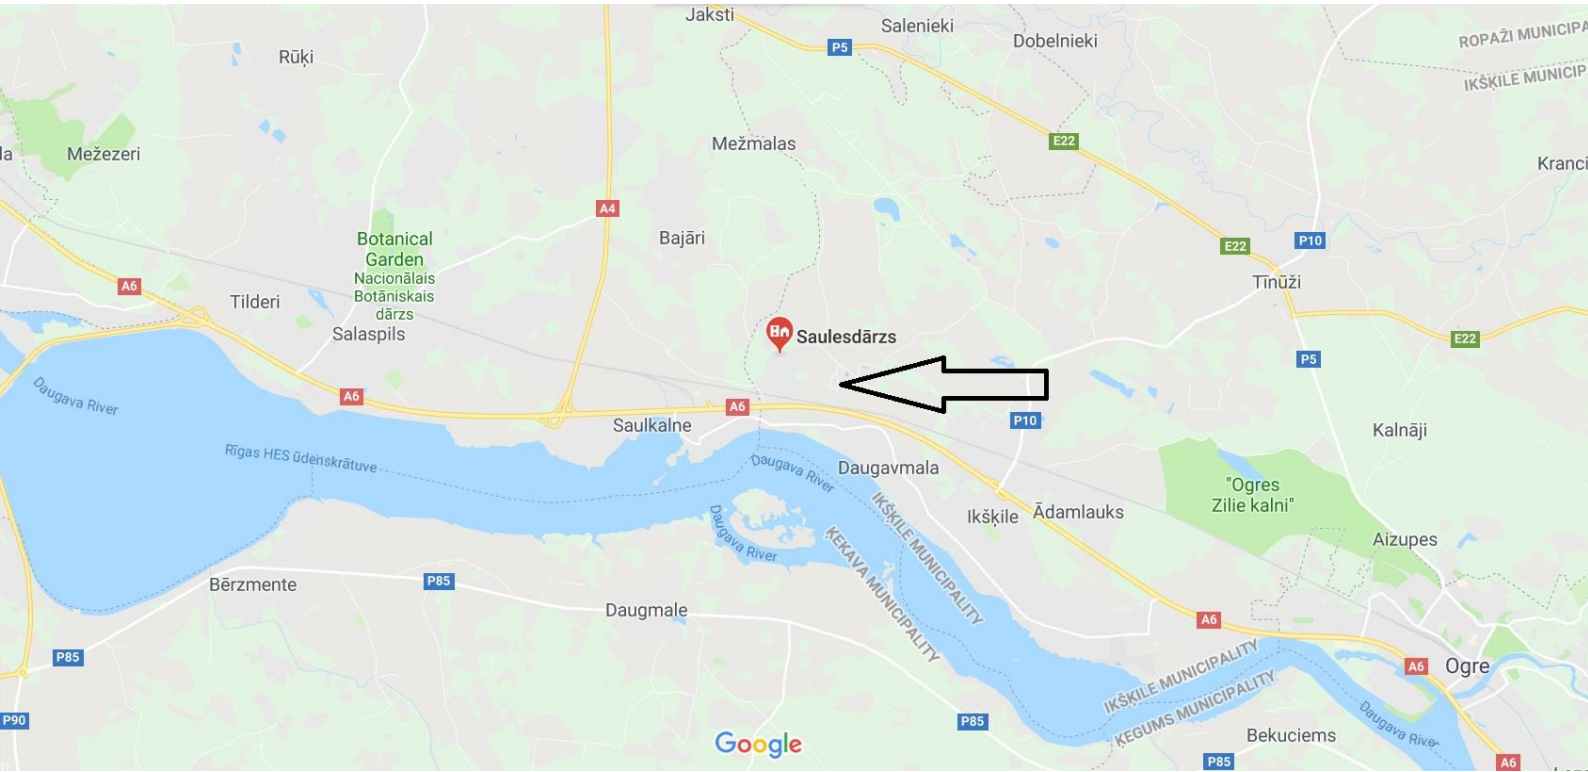 Jaksti
Salenieki
Dobelnieki
ROPAŽI MUNICIPA
P5
Rūķi
IKŠĶILE MUNICIP
la
Mežezeri
Mežmalas
E22
Kranci
A4
Botanical
Garden
Nacionālais
Botāniskais
dārzs
Bajāri
E22
P10
Tīnūži
A6
Tilderi
Salaspils
Saulesdārzs
E22
P5
Daugava River
A6
A6
P10
Saulkalne
Kalnāji
Rīgas HES ūdenskrātuve
Daugava River
Daugavmala
"Ogres
Zilie kalni"
Daugava River
IKŠĶILE MUNICIPALITY
ĶEKAVA MUNICIPALITY
Ikšķile
Ādamlauks
Aizupes
Bērzmente
P85
Daugmale
A6
P85
IKŠĶILE MUNICIPALITY
ĶEGUMS MUNICIPALITY
A6
Ogre
P90
Google
P85
Bekuciems
Daugava River
P85
A6